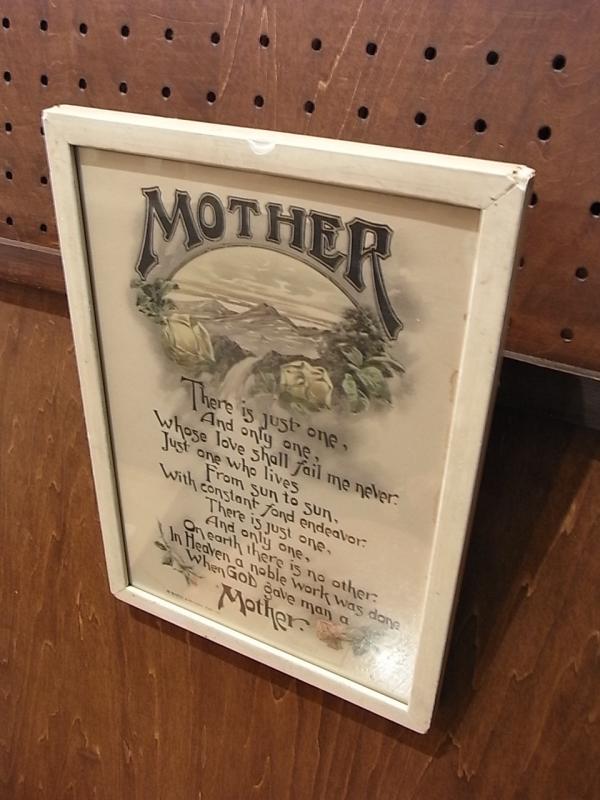 MOTHER
There is just one,
And only one,
Whose love shall fail me never.
Just one who lives
From sun to sun,
With constant fond endeavor.
There is just one,
And only one,
On earth there is no other.
In Heaven a noble work was done
When GOD gave man a
Mother.